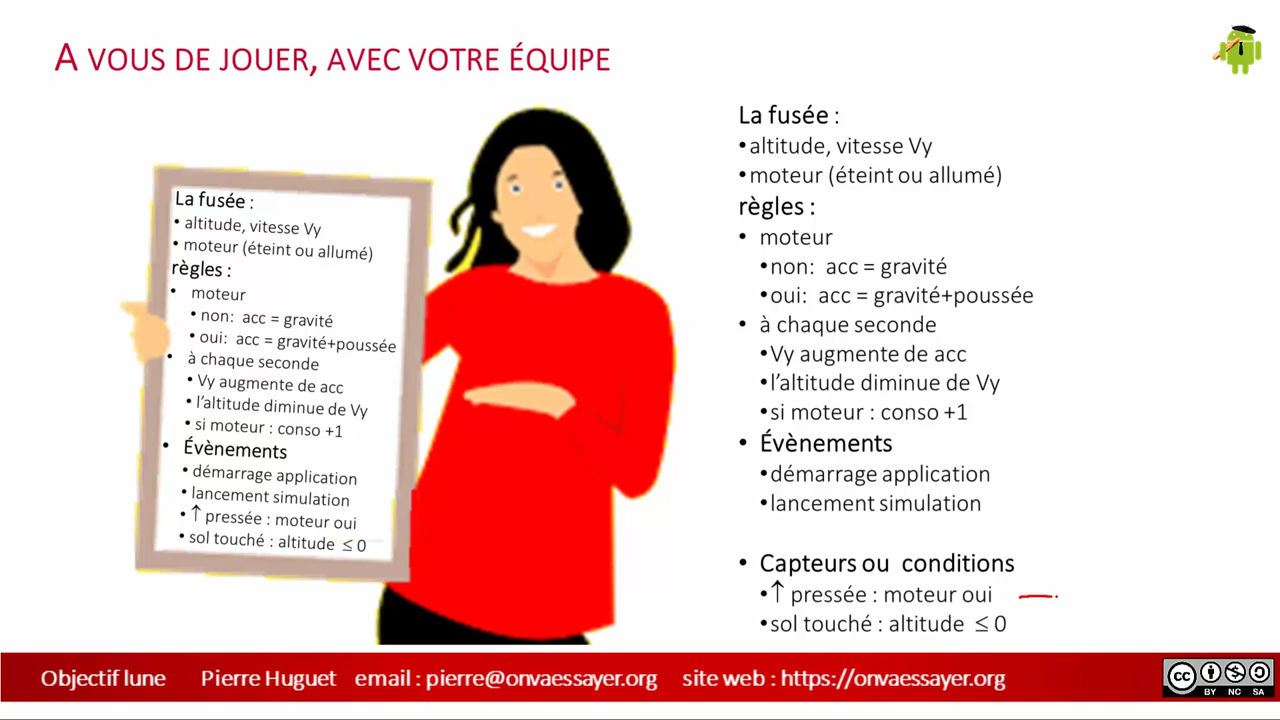 A VOUS DE JOUER, AVEC VOTRE ÉQUIPE
La fusée :
• altitude, vitesse Vy
• moteur (éteint ou allumé)
règles :
• moteur
• non: acc = gravité
• oui: acc = gravité+poussée
• à chaque seconde
• Vy augmente de acc
• l'altitude diminue de Vy
• si moteur : conso +1
• Évènements
• démarrage application
• lancement simulation
• ↑ pressée : moteur oui
• sol touché : altitude ≤ 0
La fusée :
•altitude, vitesse Vy
•moteur (éteint ou allumé)
règles :
• moteur
•non: acc = gravité
•oui: acc = gravité+poussée
• à chaque seconde
•Vy augmente de acc
•l'altitude diminue de Vy
•si moteur : conso +1
• Évènements
•démarrage application
•lancement simulation
• Capteurs ou conditions
•↑ pressée : moteur oui
•sol touché : altitude ≤ 0
Objectif lune Pierre Huguet email : pierre@onvaessayer.org site web : https://onvaessayer.org
CC BY NC SA